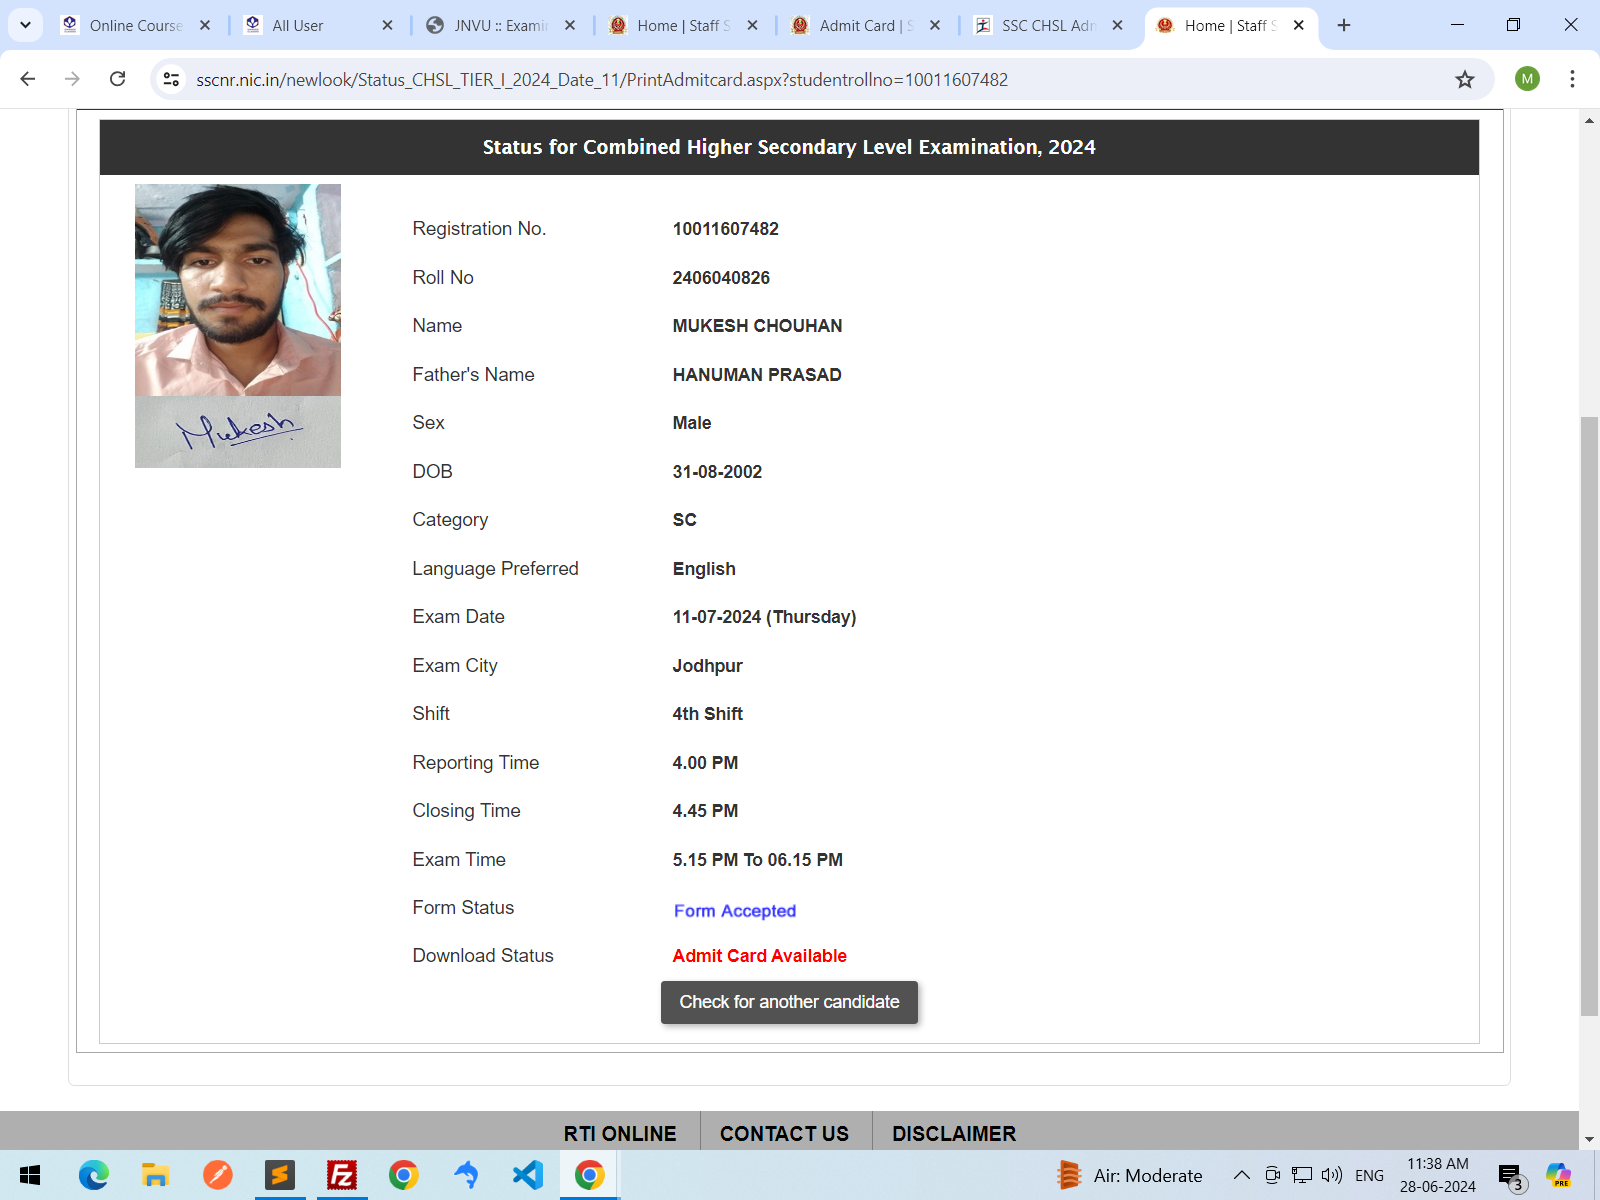 Online Course
All User
JNVU :: Exami
Home | Staff S
Admit Card | S
SSC CHSL Adm
Home | Staff S
sscnr.nic.in/newlook/Status_CHSL_TIER_I_2024_Date_11/PrintAdmitcard.aspx?studentrollno=10011607482
M
Status for Combined Higher Secondary Level Examination, 2024
Registration No. 10011607482
Roll No 2406040826
Name MUKESH CHOUHAN
Father's Name HANUMAN PRASAD
Sex Male
DOB 31-08-2002
Category SC
Language Preferred English
Exam Date 11-07-2024 (Thursday)
Exam City Jodhpur
Shift 4th Shift
Reporting Time 4.00 PM
Closing Time 4.45 PM
Exam Time 5.15 PM To 06.15 PM
Form Status Form Accepted
Download Status Admit Card Available
Mukesh
Check for another candidate
RTI ONLINE CONTACT US DISCLAIMER
Air: Moderate
ENG
11:38 AM
28-06-2024
3
PRE